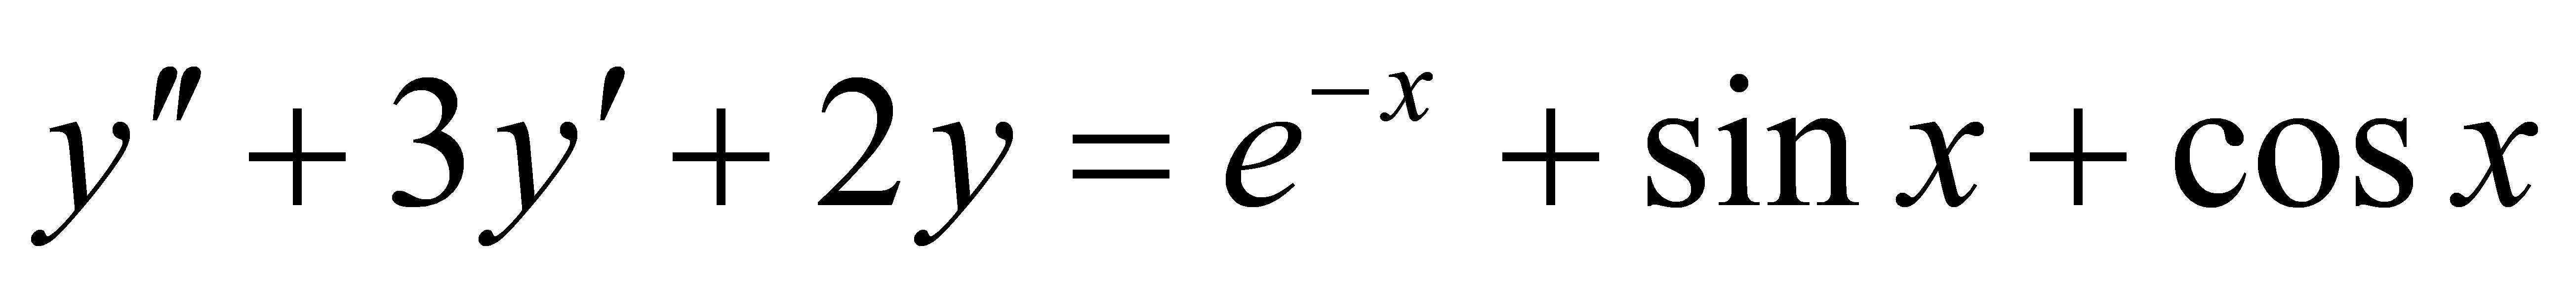 y″ + 3y′ + 2y = e⁻ˣ + sin x + cos x